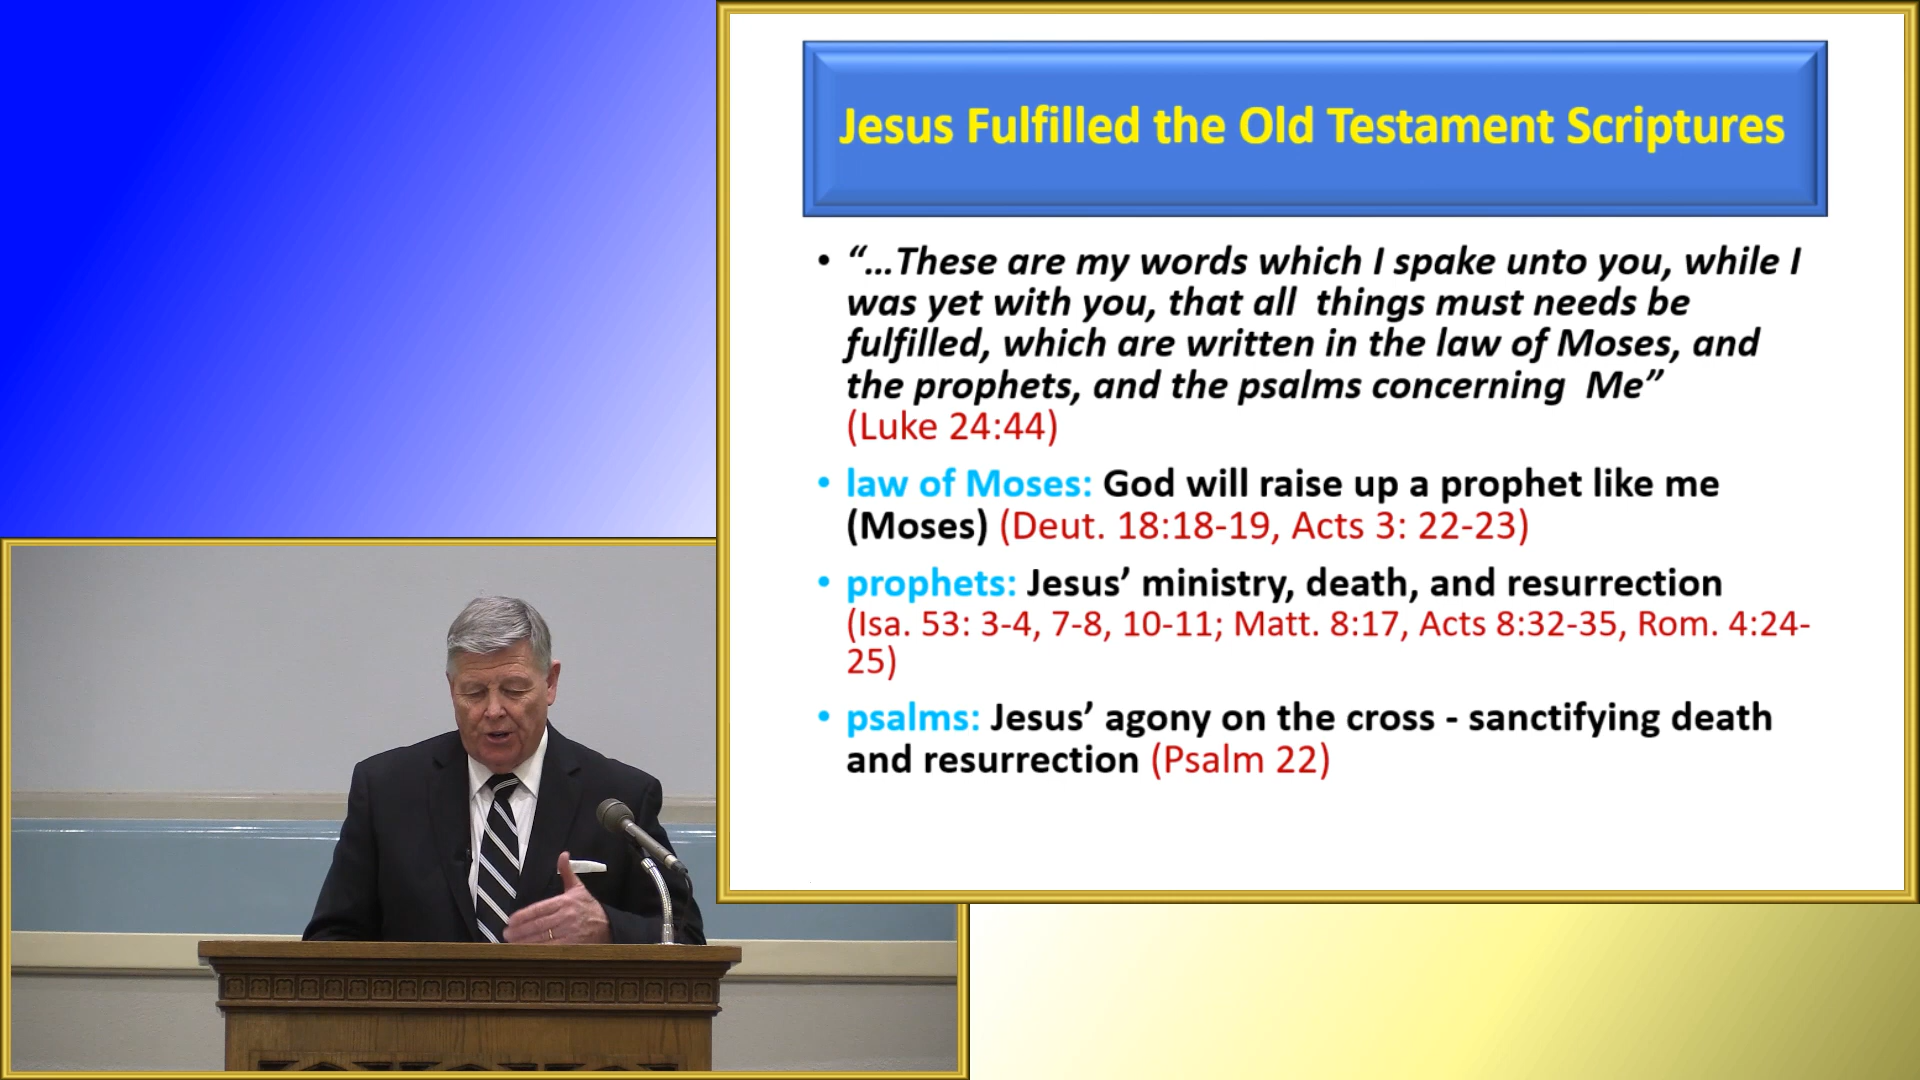 Jesus Fulfilled the Old Testament Scriptures
• “...These are my words which I spake unto you, while I
was yet with you, that all things must needs be
fulfilled, which are written in the law of Moses, and
the prophets, and the psalms concerning Me”
(Luke 24:44)
• law of Moses: God will raise up a prophet like me
(Moses) (Deut. 18:18-19, Acts 3: 22-23)
• prophets: Jesus’ ministry, death, and resurrection
(Isa. 53: 3-4, 7-8, 10-11; Matt. 8:17, Acts 8:32-35, Rom. 4:24-
25)
• psalms: Jesus’ agony on the cross - sanctifying death
and resurrection (Psalm 22)